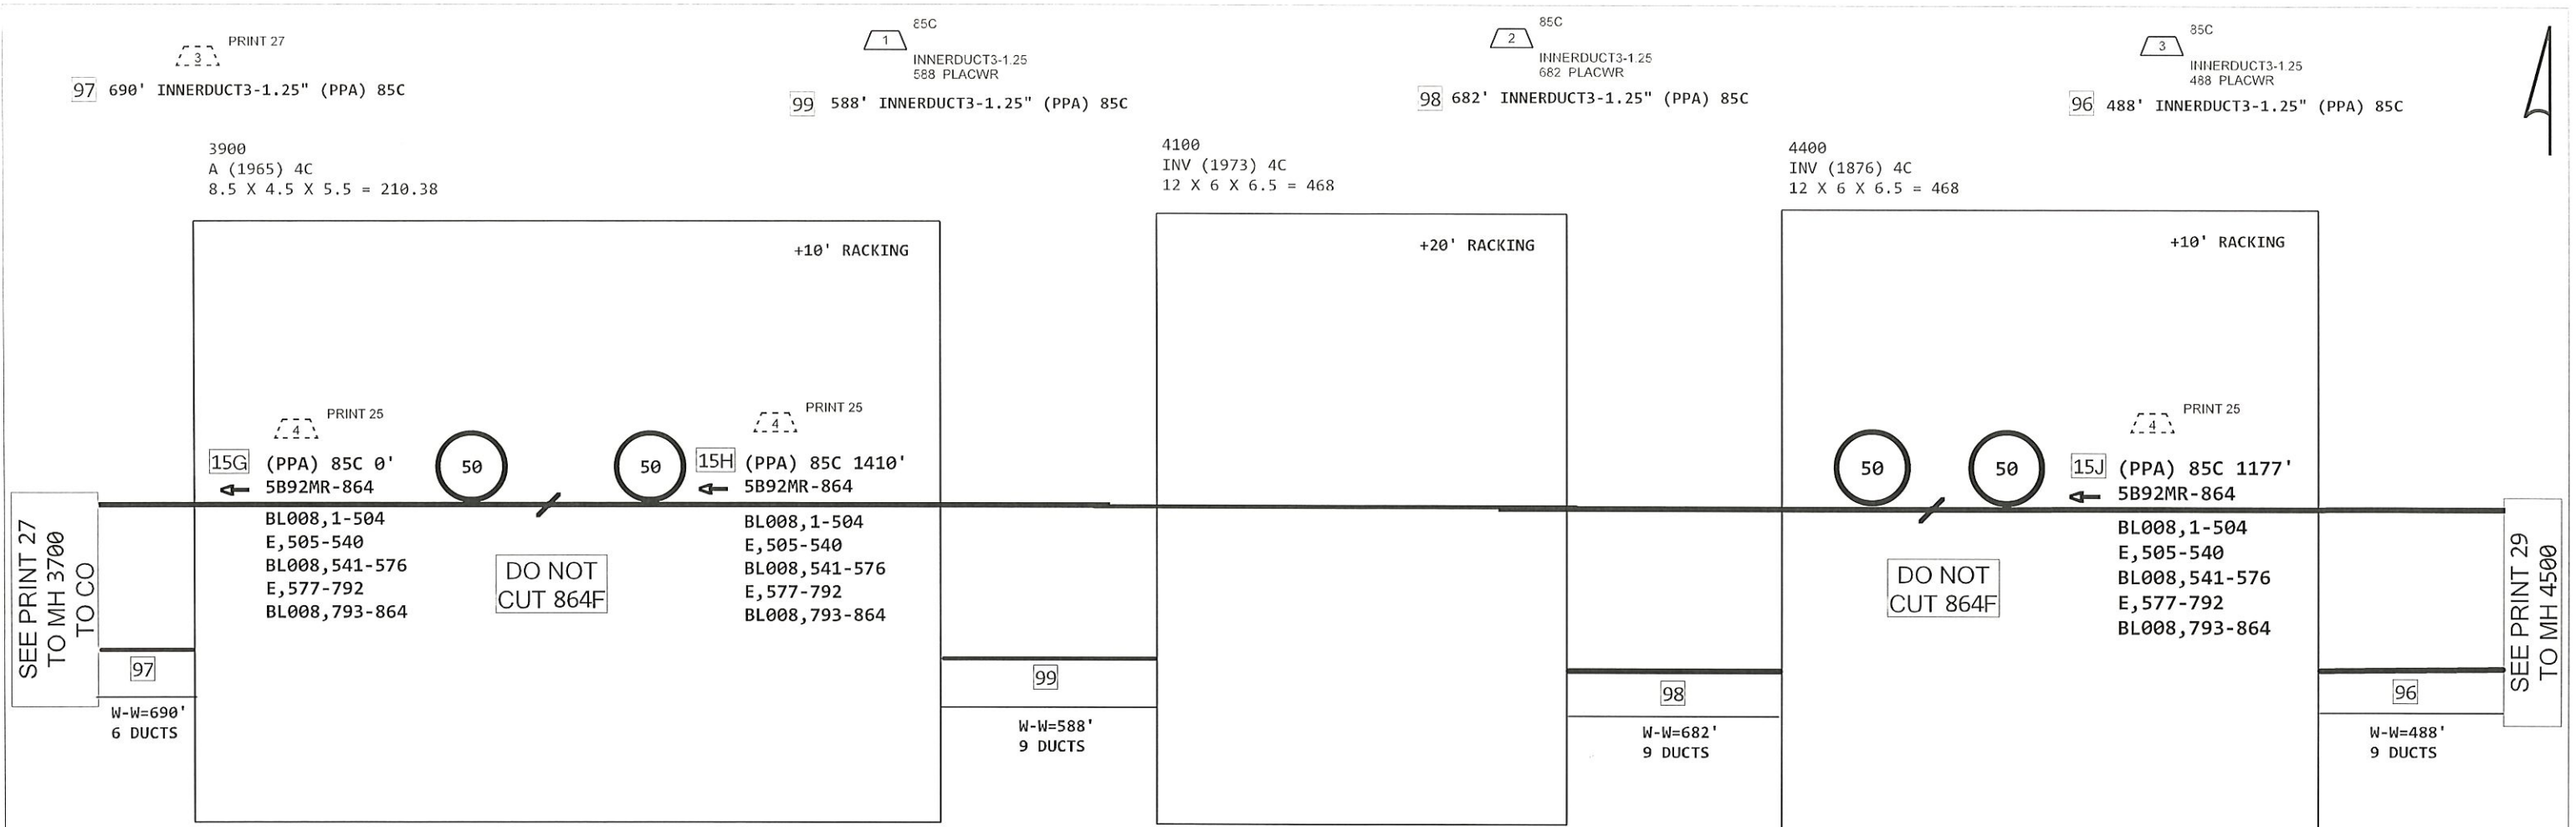 3 PRINT 27
97 690' INNERDUCT3-1.25" (PPA) 85C
85C
1
INNERDUCT3-1.25
588 PLACWR
99 588' INNERDUCT3-1.25" (PPA) 85C
85C
2
INNERDUCT3-1.25
682 PLACWR
98 682' INNERDUCT3-1.25" (PPA) 85C
85C
3
INNERDUCT3-1.25
488 PLACWR
96 488' INNERDUCT3-1.25" (PPA) 85C
3900
A (1965) 4C
8.5 X 4.5 X 5.5 = 210.38
4100
INV (1973) 4C
12 X 6 X 6.5 = 468
4400
INV (1876) 4C
12 X 6 X 6.5 = 468
+10' RACKING
+20' RACKING
+10' RACKING
4 PRINT 25
15G (PPA) 85C 0'
5B92MR-864
BL008,1-504
E,505-540
BL008,541-576
E,577-792
BL008,793-864
50
50
DO NOT
CUT 864F
4 PRINT 25
15H (PPA) 85C 1410'
5B92MR-864
BL008,1-504
E,505-540
BL008,541-576
E,577-792
BL008,793-864
50
50
DO NOT
CUT 864F
4 PRINT 25
15J (PPA) 85C 1177'
5B92MR-864
BL008,1-504
E,505-540
BL008,541-576
E,577-792
BL008,793-864
SEE PRINT 27
TO MH 3700
TO CO
97
W-W=690'
6 DUCTS
99
W-W=588'
9 DUCTS
98
W-W=682'
9 DUCTS
96
W-W=488'
9 DUCTS
SEE PRINT 29
TO MH 4500